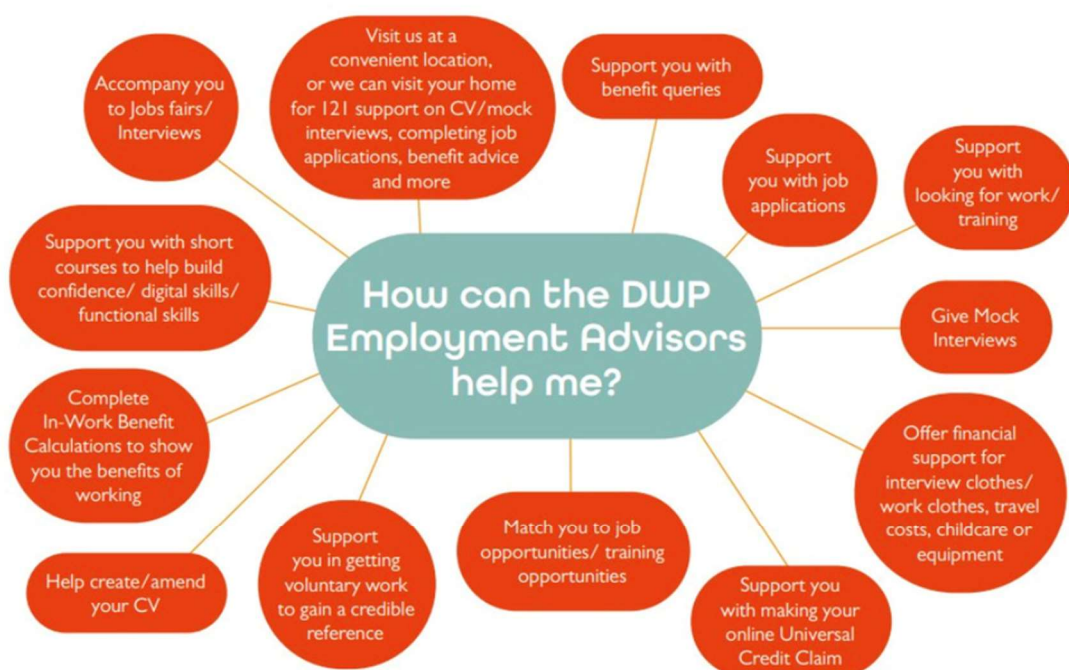 How can the DWP
Employment Advisors
help me?
Accompany you
to Jobs fairs/
Interviews
Visit us at a
convenient location,
or we can visit your home
for 121 support on CV/mock
interviews, completing job
applications, benefit advice
and more
Support you with
benefit queries
Support
you with job
applications
Support
you with
looking for work/
training
Give Mock
Interviews
Offer financial
support for
interview clothes/
work clothes, travel
costs, childcare or
equipment
Support you
with making your
online Universal
Credit Claim
Match you to job
opportunities/ training
opportunities
Support
you in getting
voluntary work
to gain a credible
reference
Help create/amend
your CV
Complete
In-Work Benefit
Calculations to show
you the benefits of
working
Support you with short
courses to help build
confidence/ digital skills/
functional skills